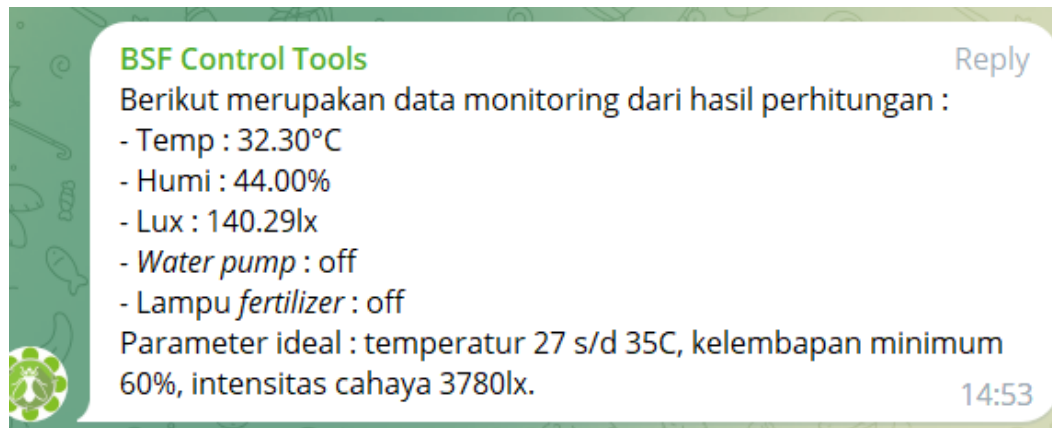 BSF Control Tools Reply
Berikut merupakan data monitoring dari hasil perhitungan :
- Temp : 32.30°C
- Humi : 44.00%
- Lux : 140.29lx
- Water pump : off
- Lampu fertilizer : off
Parameter ideal : temperatur 27 s/d 35C, kelembapan minimum
60%, intensitas cahaya 3780lx.
14:53